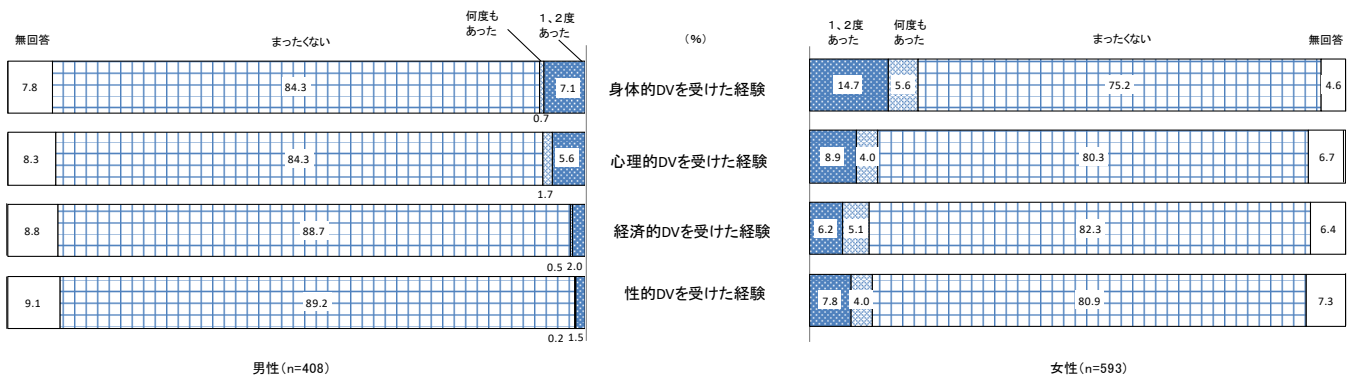 何度も
あった
1、2度
あった
無回答
まったくない
(%)
1、2度
あった
何度も
あった
まったくない
無回答
7.8 84.3 0.7 7.1
身体的DVを受けた経験
14.7 5.6 75.2 4.6
8.3 84.3 1.7 5.6
心理的DVを受けた経験
8.9 4.0 80.3 6.7
8.8 88.7 0.5 2.0
経済的DVを受けた経験
6.2 5.1 82.3 6.4
9.1 89.2 0.2 1.5
性的DVを受けた経験
7.8 4.0 80.9 7.3
男性(n=408)
女性(n=593)